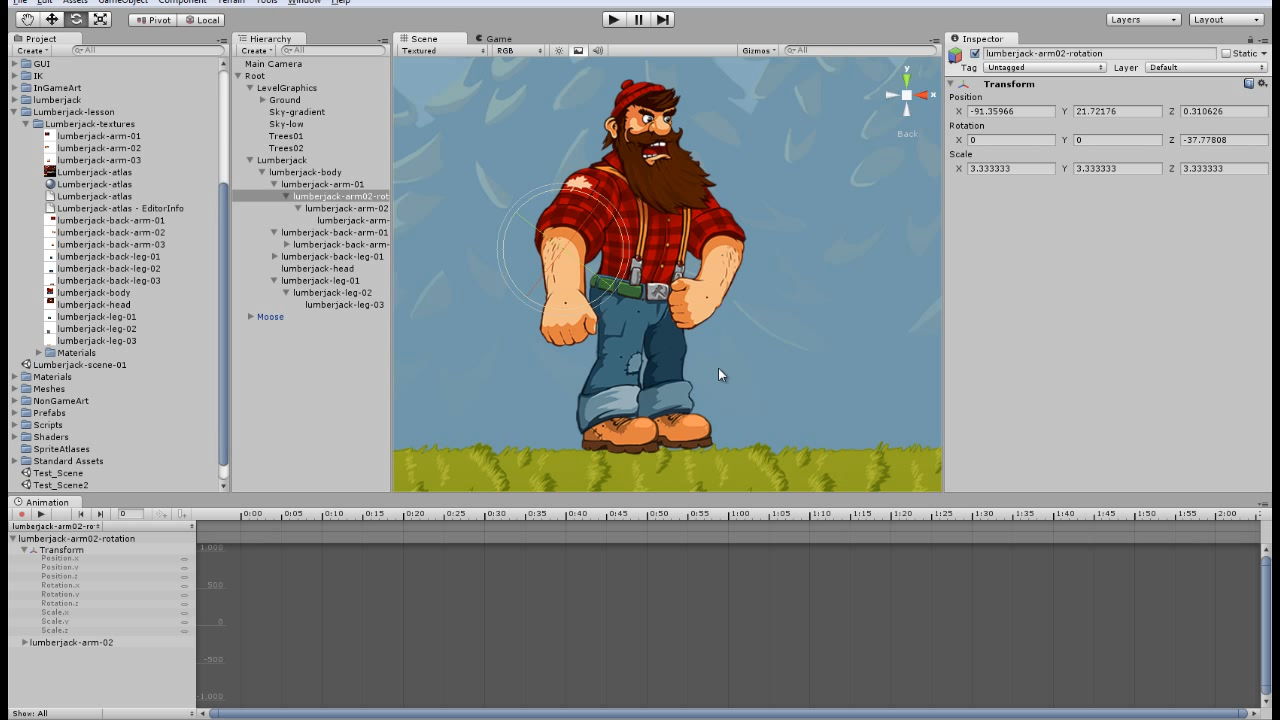 File Edit Assets GameObject Component Terrain Tools Window Help
Pivot Local Layers Layout
Project
Create All
GUI
IK
InGameArt
lumberjack
Lumberjack-lesson
Lumberjack-textures
lumberjack-arm-01
lumberjack-arm-02
lumberjack-arm-03
Lumberjack-atlas
Lumberjack-atlas
Lumberjack-atlas
Lumberjack-atlas - EditorInfo
lumberjack-back-arm-01
lumberjack-back-arm-02
lumberjack-back-arm-03
lumberjack-back-leg-01
lumberjack-back-leg-02
lumberjack-back-leg-03
lumberjack-body
lumberjack-head
lumberjack-leg-01
lumberjack-leg-02
lumberjack-leg-03
Materials
Lumberjack-scene-01
Materials
Meshes
NonGameArt
Prefabs
Scripts
Shaders
SpriteAtlases
Standard Assets
Test_Scene
Test_Scene2
Hierarchy
Create All
Main Camera
Root
LevelGraphics
Ground
Sky-gradient
Sky-low
Trees01
Trees02
Lumberjack
lumberjack-body
lumberjack-arm-01
lumberjack-arm02-rot
lumberjack-arm-02
lumberjack-arm-
lumberjack-back-arm-01
lumberjack-back-arm-
lumberjack-back-leg-01
lumberjack-head
lumberjack-leg-01
lumberjack-leg-02
lumberjack-leg-03
Moose
Scene Game
Textured RGB Gizmos All
y
x
Back
Inspector
lumberjack-arm02-rotation Static
Tag Untagged Layer Default
Transform
Position
X -91.35966 Y 21.72176 Z 0.310626
Rotation
X 0 Y 0 Z -37.77808
Scale
X 3.333333 Y 3.333333 Z 3.333333
Animation
0
0:00 0:05 0:10 0:15 0:20 0:25 0:30 0:35 0:40 0:45 0:50 0:55 1:00 1:05 1:10 1:15 1:20 1:25 1:30 1:35 1:40 1:45 1:50 1:55 2:00
lumberjack-arm02-ro
lumberjack-arm02-rotation
Transform
Position.x
Position.y
Position.z
Rotation.x
Rotation.y
Rotation.z
Scale.x
Scale.y
Scale.z
lumberjack-arm-02
1,000
500
0
-500
-1,000
Show: All